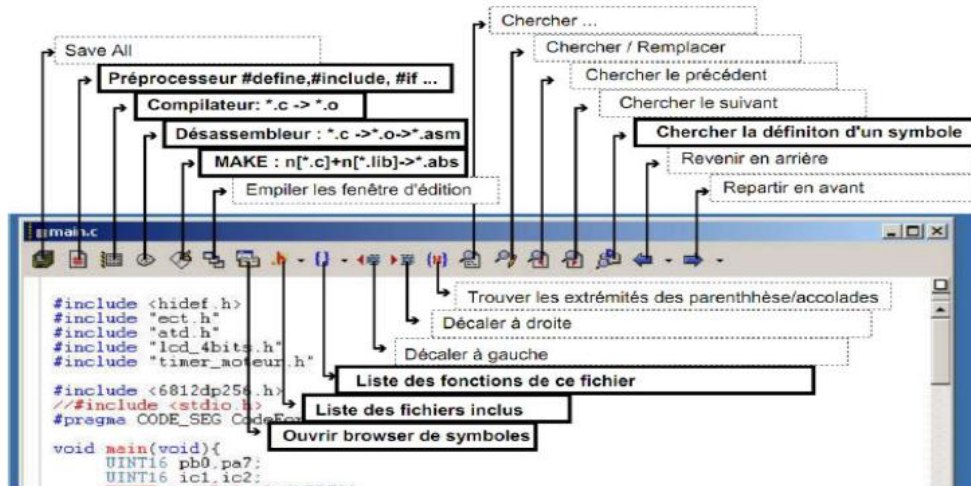 Chercher ...
Save All
Chercher / Remplacer
Préprocesseur #define,#include, #if ...
Chercher le précédent
Compilateur: *.c -> *.o
Chercher le suivant
Désassembleur : *.c ->*.o->*.asm
Chercher la définiton d'un symbole
MAKE : n[*.c]+n[*.lib]->*.abs
Revenir en arrière
Empiler les fenêtre d'édition
Repartir en avant
main.c
.h
{}
Trouver les extrémités des parenthhèse/accolades
#include <hidef.h>
#include "ect.h"
#include "atd.h"
Décaler à droite
#include "lcd_4bits.h"
#include "timer_moteur.h"
Décaler à gauche
Liste des fonctions de ce fichier
#include <6812dp256.h>
//#include <stdio.h>
Liste des fichiers inclus
#pragma CODE_SEG
Ouvrir browser de symboles
void main(void){
UINT16 pb0,pa7;
UINT16 ic1,ic2;